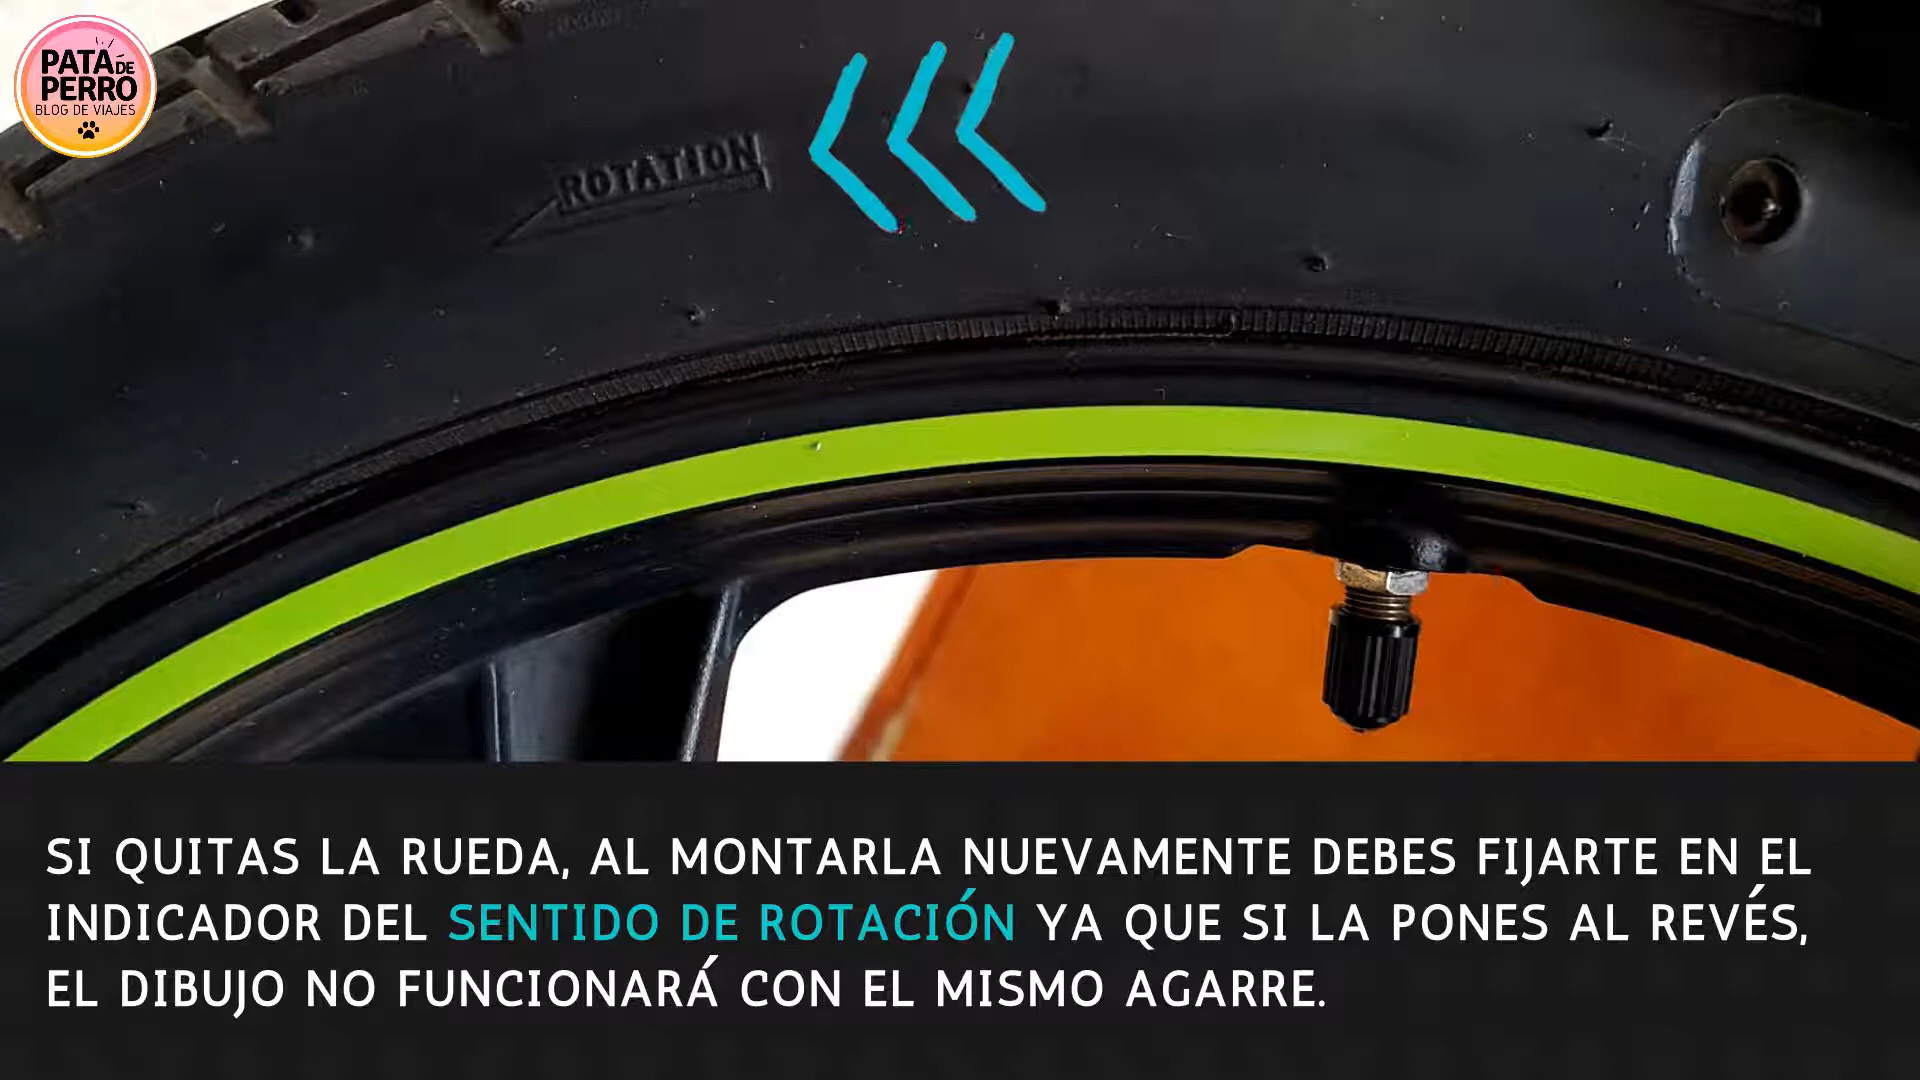 PATA DE
PERRO
BLOG DE VIAJES
ROTATION
SI QUITAS LA RUEDA, AL MONTARLA NUEVAMENTE DEBES FIJARTE EN EL
INDICADOR DEL SENTIDO DE ROTACIÓN YA QUE SI LA PONES AL REVÉS,
EL DIBUJO NO FUNCIONARÁ CON EL MISMO AGARRE.